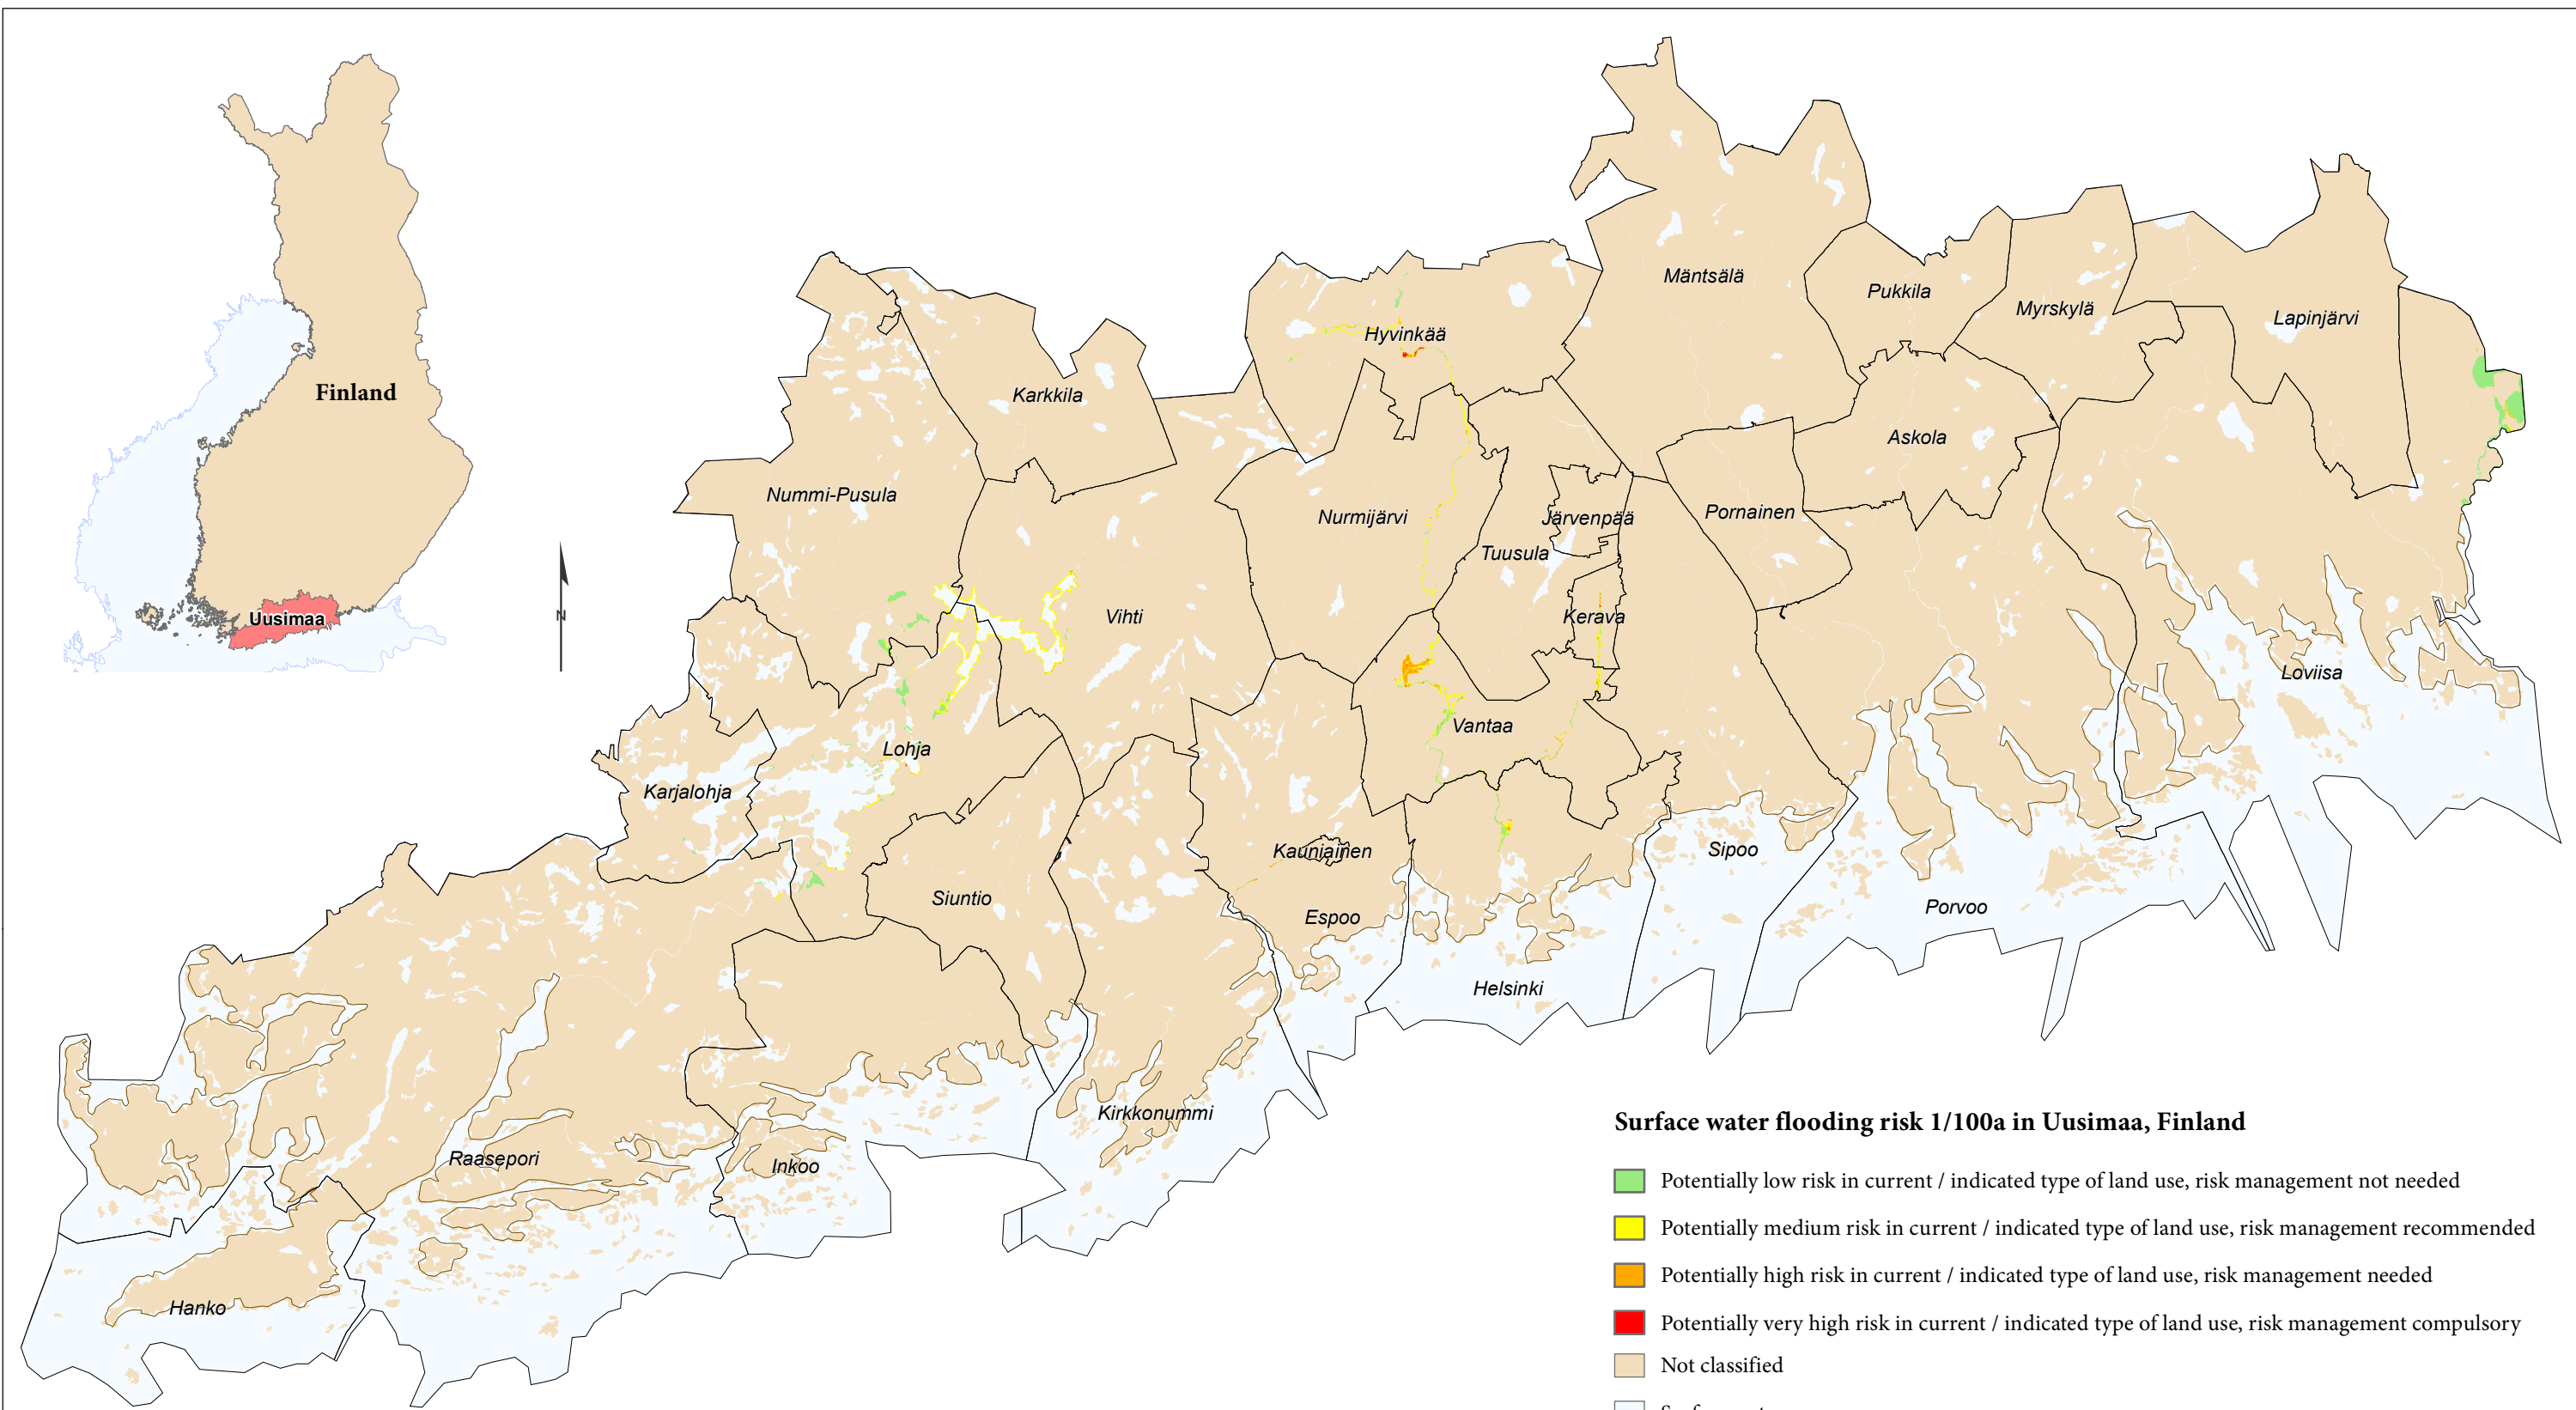 Finland
Uusimaa
N
Mäntsälä
Pukkila
Myrskylä
Lapinjärvi
Hyvinkää
Karkkila
Askola
Nummi-Pusula
Nurmijärvi
Järvenpää
Pornainen
Tuusula
Vihti
Kerava
Loviisa
Vantaa
Lohja
Karjalohja
Kauniainen
Sipoo
Siuntio
Espoo
Porvoo
Helsinki
Kirkkonummi
Raasepori
Inkoo
Hanko
Surface water flooding risk 1/100a in Uusimaa, Finland
Potentially low risk in current / indicated type of land use, risk management not needed
Potentially medium risk in current / indicated type of land use, risk management recommended
Potentially high risk in current / indicated type of land use, risk management needed
Potentially very high risk in current / indicated type of land use, risk management compulsory
Not classified